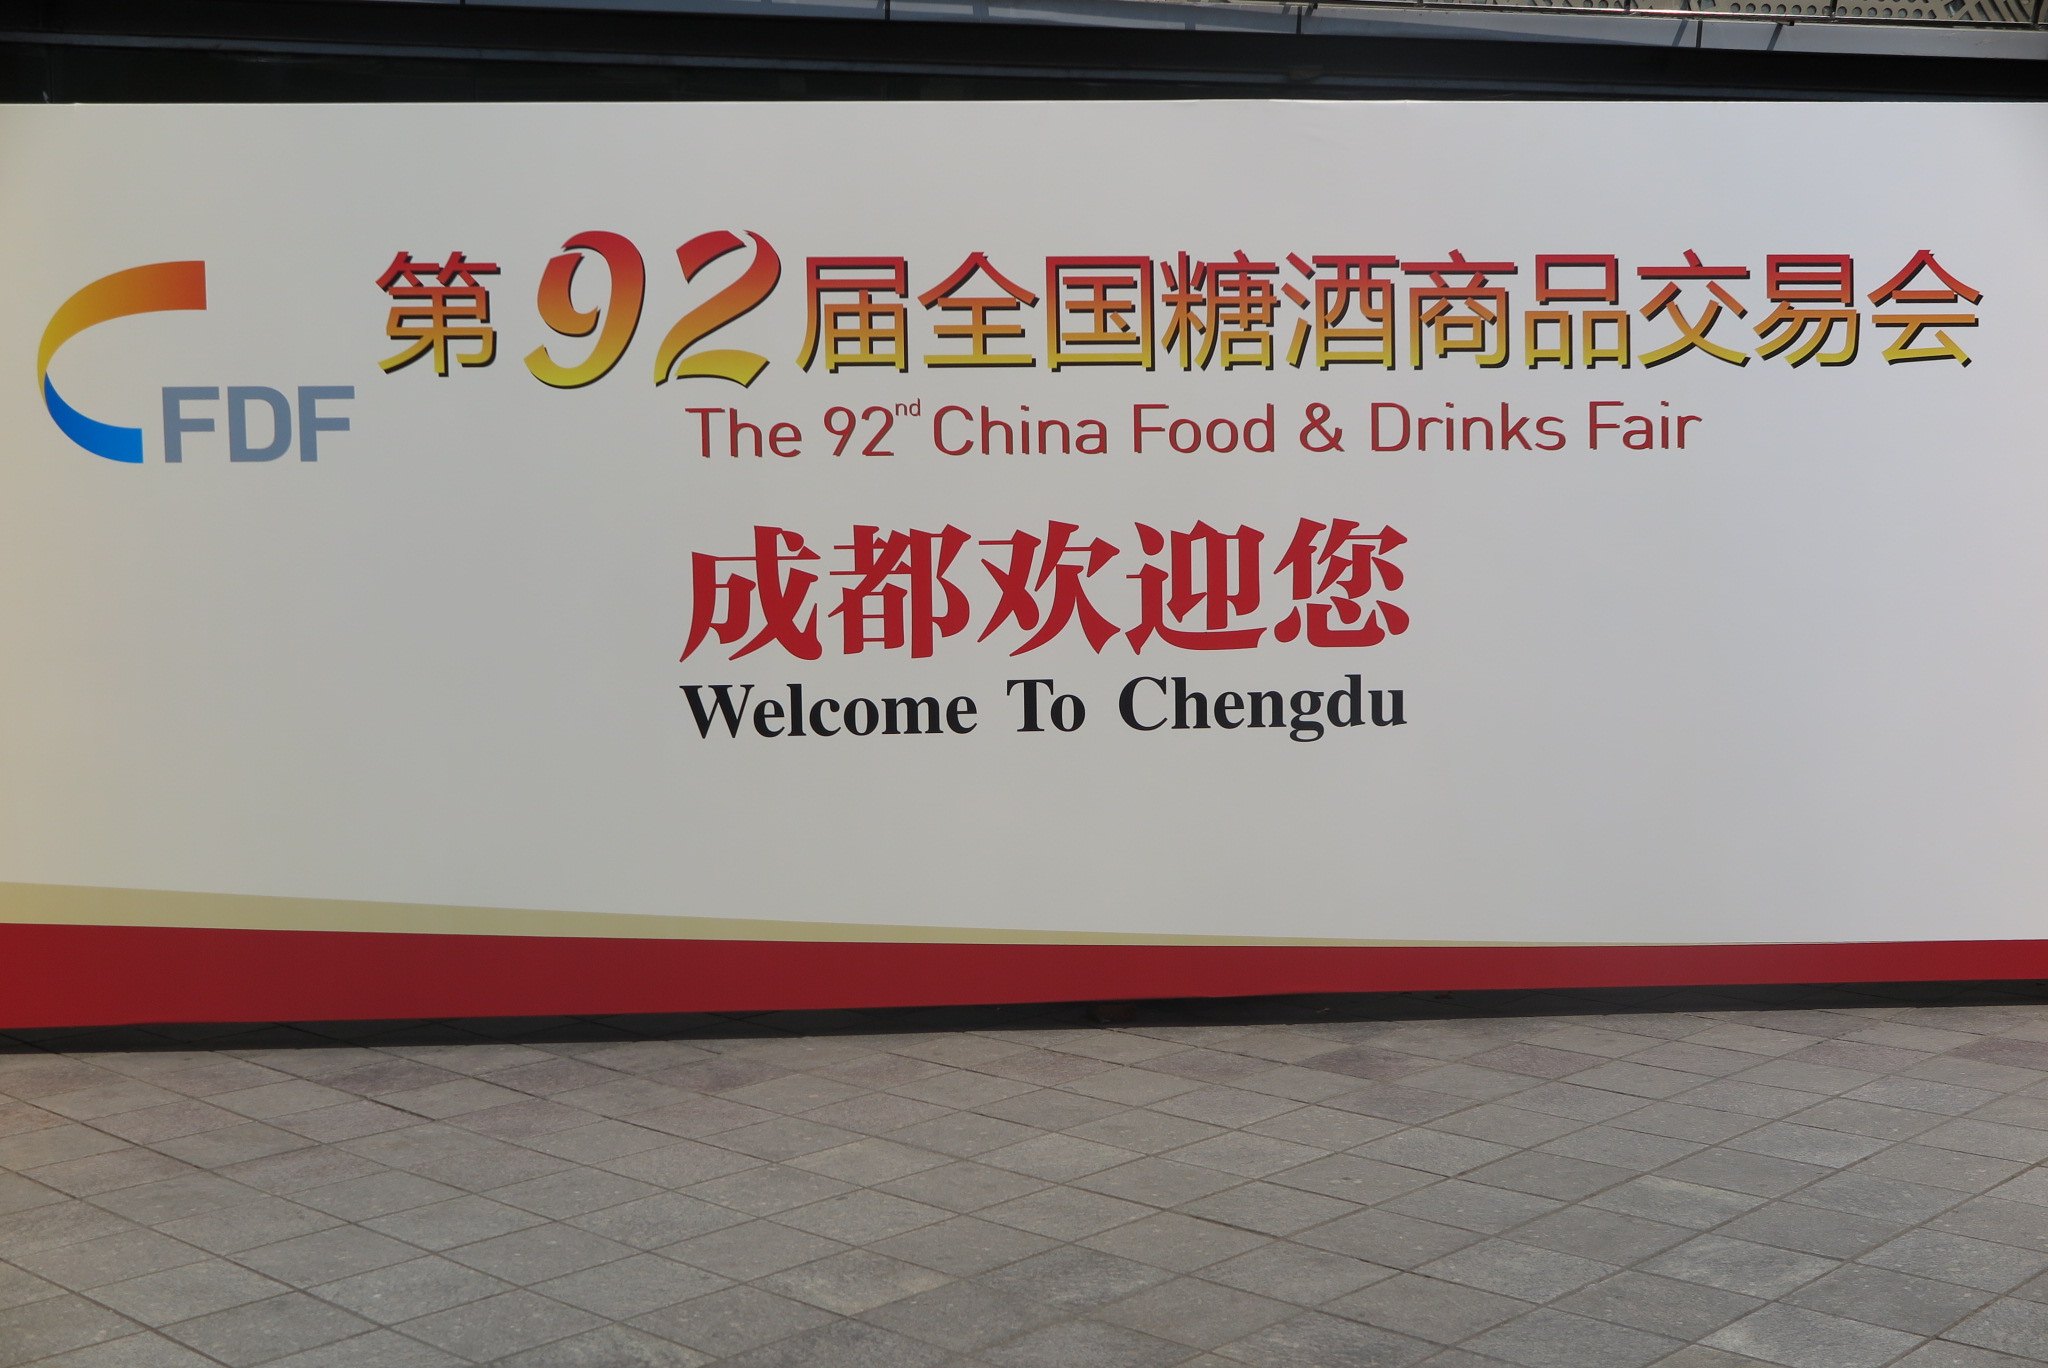 CFDF
第92届全国糖酒商品交易会
The 92nd China Food & Drinks Fair
成都欢迎您
Welcome To Chengdu